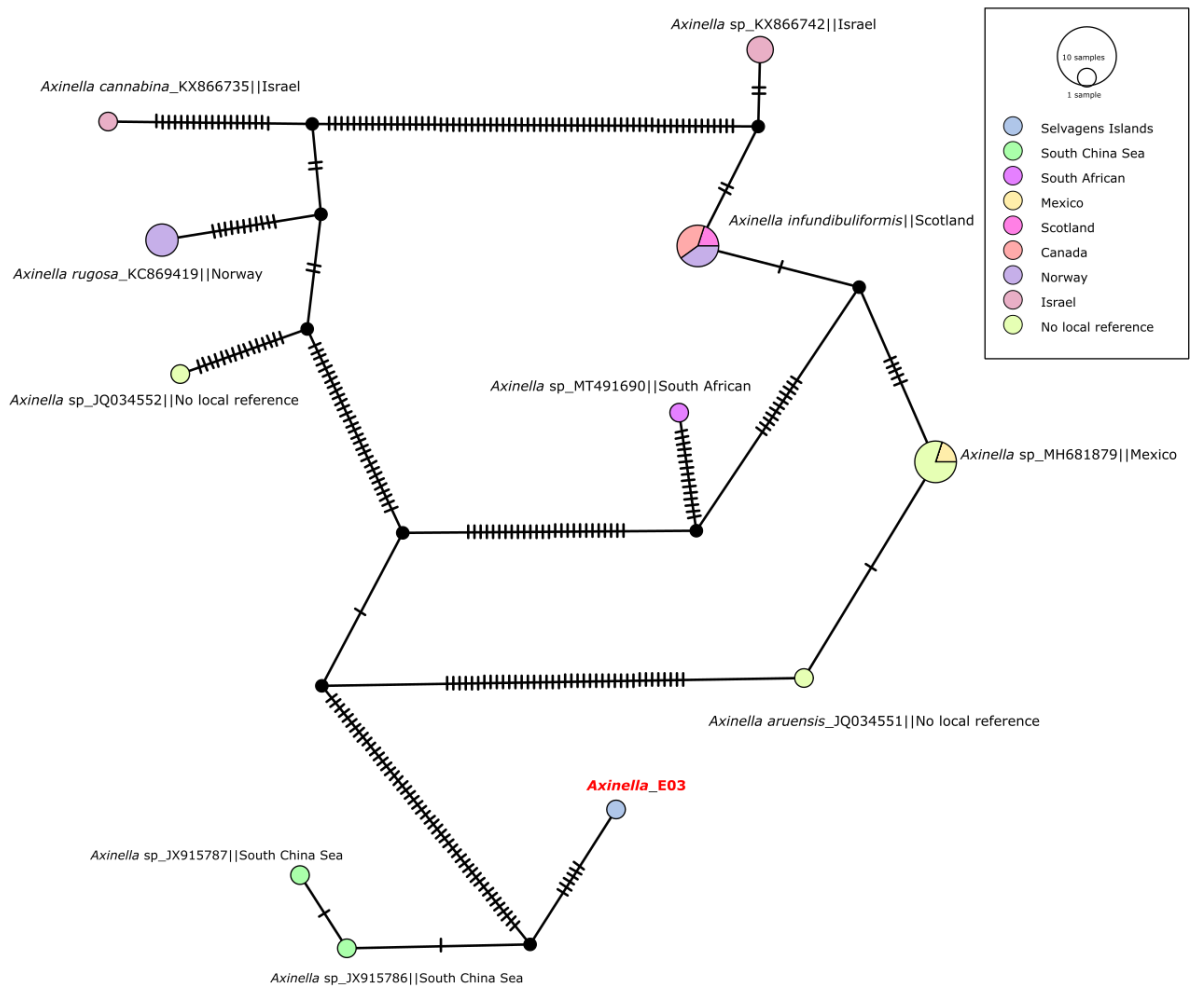 Axinella sp_KX866742||Israel
10 samples
1 sample
Axinella cannabina_KX866735||Israel
Selvagens Islands
South China Sea
South African
Mexico
Scotland
Canada
Norway
Israel
No local reference
Axinella infundibuliformis||Scotland
Axinella rugosa_KC869419||Norway
Axinella sp_MT491690||South African
Axinella sp_JQ034552||No local reference
Axinella sp_MH681879||Mexico
Axinella aruensis_JQ034551||No local reference
Axinella_E03
Axinella sp_JX915787||South China Sea
Axinella sp_JX915786||South China Sea